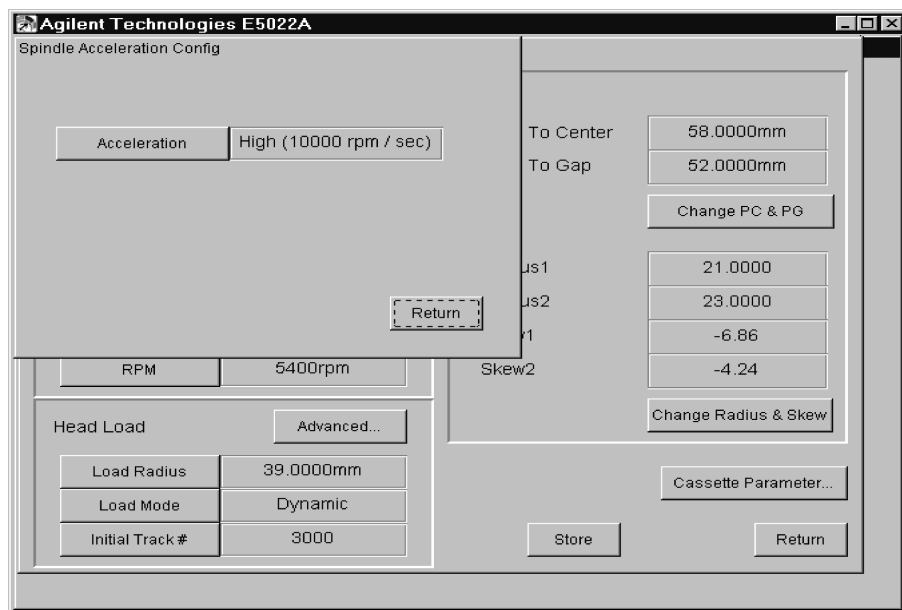 Agilent Technologies E5022A
Spindle Acceleration Config
Acceleration High (10000 rpm / sec)
Return
To Center 58.0000mm
To Gap 52.0000mm
Change PC & PG
us1 21.0000
us2 23.0000
1 -6.86
Skew2 -4.24
Change Radius & Skew
RPM 5400rpm
Head Load Advanced...
Load Radius 39.0000mm
Load Mode Dynamic
Initial Track # 3000
Cassette Parameter...
Store Return